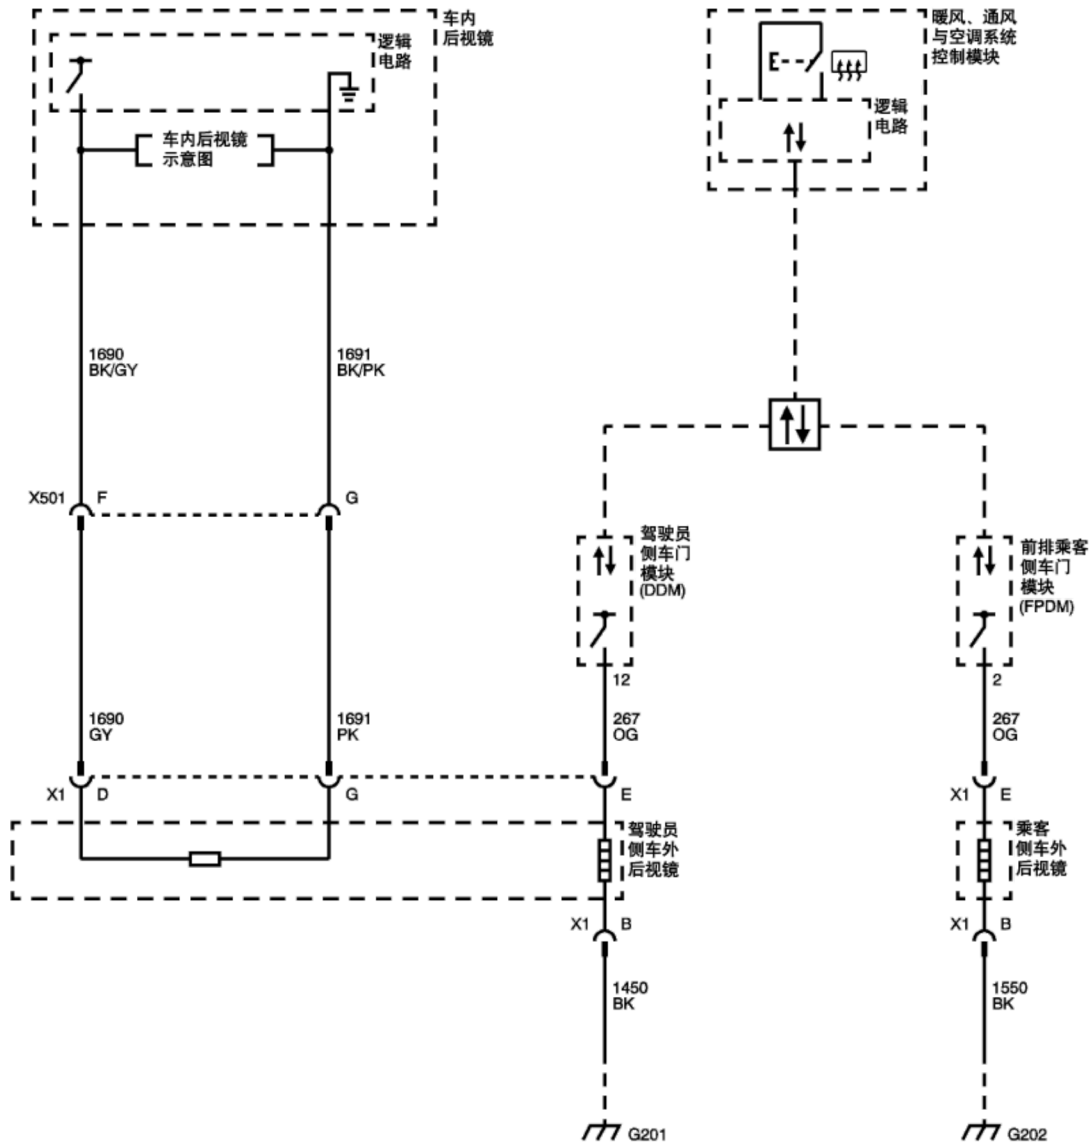 车内
后视镜
逻辑
电路
车内后视镜
示意图
暖风、通风
与空调系统
控制模块
逻辑
电路
1690
BK/GY
1691
BK/PK
X501
F
G
驾驶员
侧车门
模块
(DDM)
前排乘客
侧车门
模块
(FPDM)
12
2
1690
GY
1691
PK
267
OG
267
OG
X1
D
G
E
X1
E
驾驶员
侧车外
后视镜
乘客
侧车外
后视镜
X1
B
X1
B
1450
BK
1550
BK
G201
G202